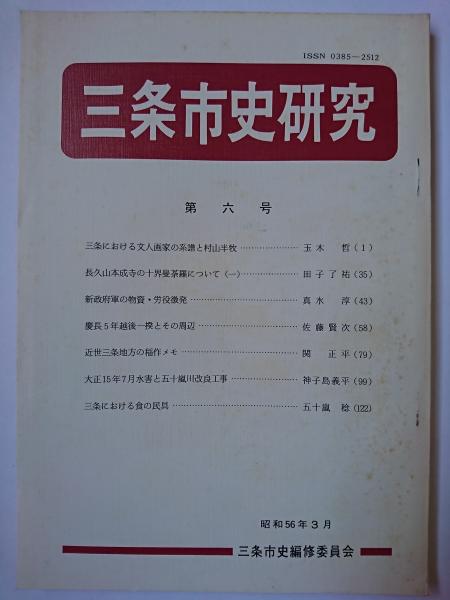 ISSN 0385-2512
三条市史研究
第六号
三条における文人画家の系譜と村山半牧 …………………… 玉木 哲 (1)
長久山本成寺の十界曼荼羅について(一) …………………… 田子了祐 (35)
新政府軍の物資・労役徴発 …………………… 真水 淳 (43)
慶長5年越後一揆とその周辺 …………………… 佐藤賢次 (58)
近世三条地方の稲作メモ …………………… 関 正平 (79)
大正15年7月水害と五十嵐川改良工事 …………………… 神子島義平 (99)
三条における食の民具 …………………… 五十嵐 稔 (122)
昭和56年3月
三条市史編修委員会